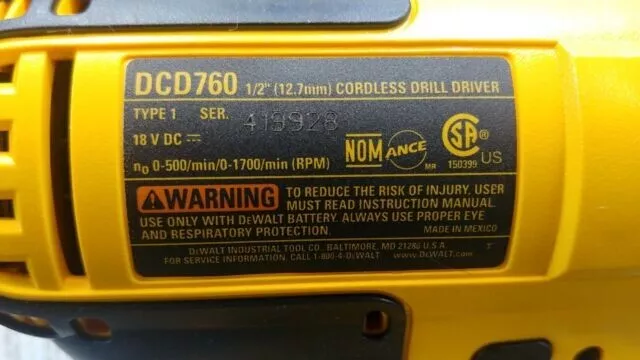 DCD760 1/2" (12.7mm) CORDLESS DRILL DRIVER
TYPE 1 SER. 418928
18 V DC ⎓
n₀ 0-500/min/0-1700/min (RPM)
NOM ANCE MR
SA ® 150399 US
⚠WARNING TO REDUCE THE RISK OF INJURY, USER
MUST READ INSTRUCTION MANUAL.
USE ONLY WITH DEWALT BATTERY. ALWAYS USE PROPER EYE
AND RESPIRATORY PROTECTION. MADE IN MEXICO
DEWALT INDUSTRIAL TOOL CO., BALTIMORE, MD 21286 U.S.A.
FOR SERVICE INFORMATION, CALL 1-800-4-DEWALT www.DEWALT.com